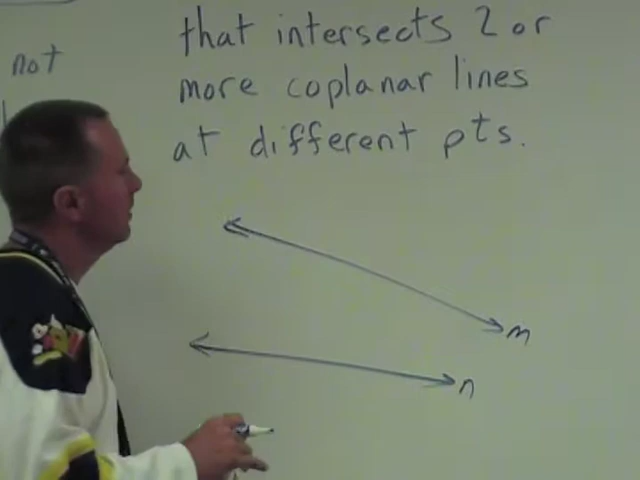 that intersects 2 or
not
more coplanar lines
at different pts.
m
n